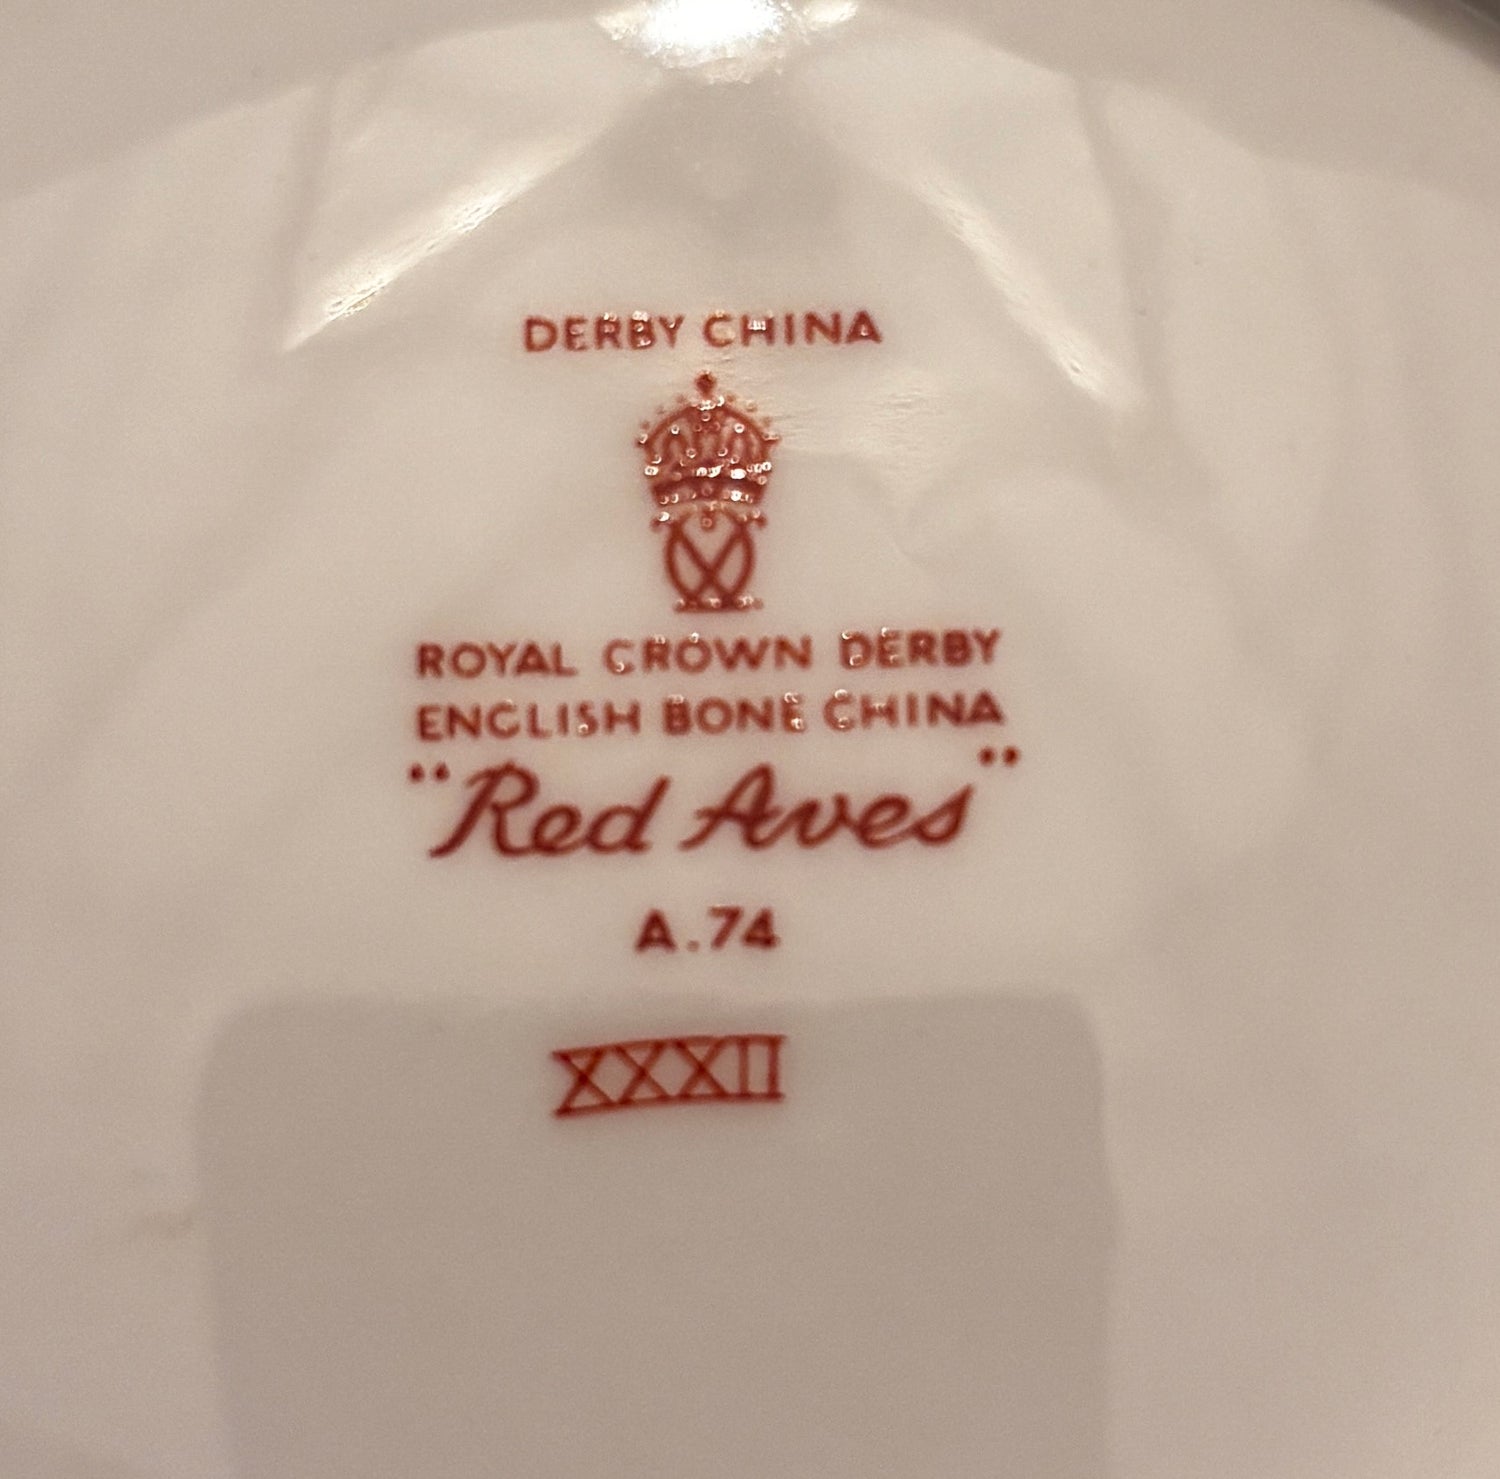 DERBY CHINA
ROYAL CROWN DERBY
ENGLISH BONE CHINA
"Red Aves"
A.74
XXXII